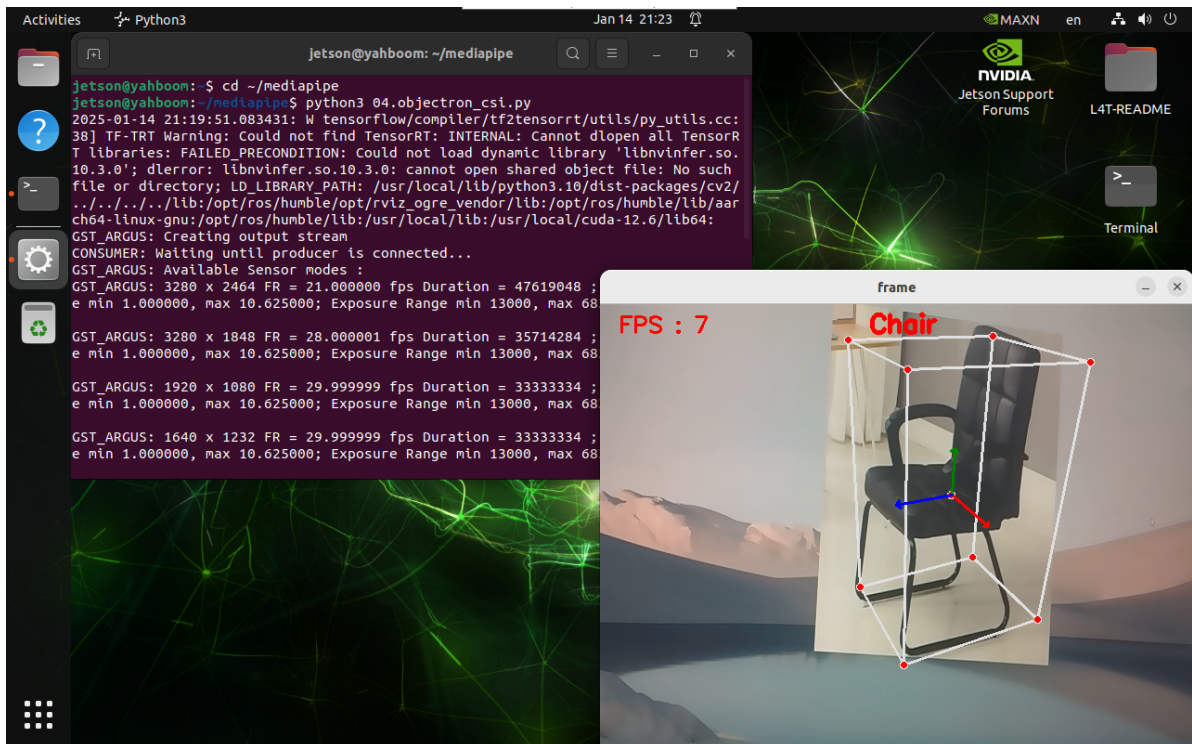 Activities
Python3
Jan 14 21:23
MAXN
en
jetson@yahboom: ~/mediapipe
jetson@yahboom:~$ cd ~/mediapipe
jetson@yahboom:~/mediapipe$ python3 04.objectron_csi.py
2025-01-14 21:19:51.083431: W tensorflow/compiler/tf2tensorrt/utils/py_utils.cc:
38] TF-TRT Warning: Could not find TensorRT: INTERNAL: Cannot dlopen all TensorR
T libraries: FAILED_PRECONDITION: Could not load dynamic library 'libnvinfer.so.
10.3.0'; dlerror: libnvinfer.so.10.3.0: cannot open shared object file: No such
file or directory; LD_LIBRARY_PATH: /usr/local/lib/python3.10/dist-packages/cv2/
../../../../lib:/opt/ros/humble/opt/rviz_ogre_vendor/lib:/opt/ros/humble/lib/aar
ch64-linux-gnu:/opt/ros/humble/lib:/usr/local/lib:/usr/local/cuda-12.6/lib64:
GST_ARGUS: Creating output stream
CONSUMER: Waiting until producer is connected...
GST_ARGUS: Available Sensor modes :
GST_ARGUS: 3280 x 2464 FR = 21.000000 fps Duration = 47619048 ;
e min 1.000000, max 10.625000; Exposure Range min 13000, max 68
GST_ARGUS: 3280 x 1848 FR = 28.000001 fps Duration = 35714284 ;
e min 1.000000, max 10.625000; Exposure Range min 13000, max 68
GST_ARGUS: 1920 x 1080 FR = 29.999999 fps Duration = 33333334 ;
e min 1.000000, max 10.625000; Exposure Range min 13000, max 68
GST_ARGUS: 1640 x 1232 FR = 29.999999 fps Duration = 33333334 ;
e min 1.000000, max 10.625000; Exposure Range min 13000, max 68
NVIDIA.
Jetson Support
Forums
L4T-README
>_
Terminal
frame
FPS : 7
Chair